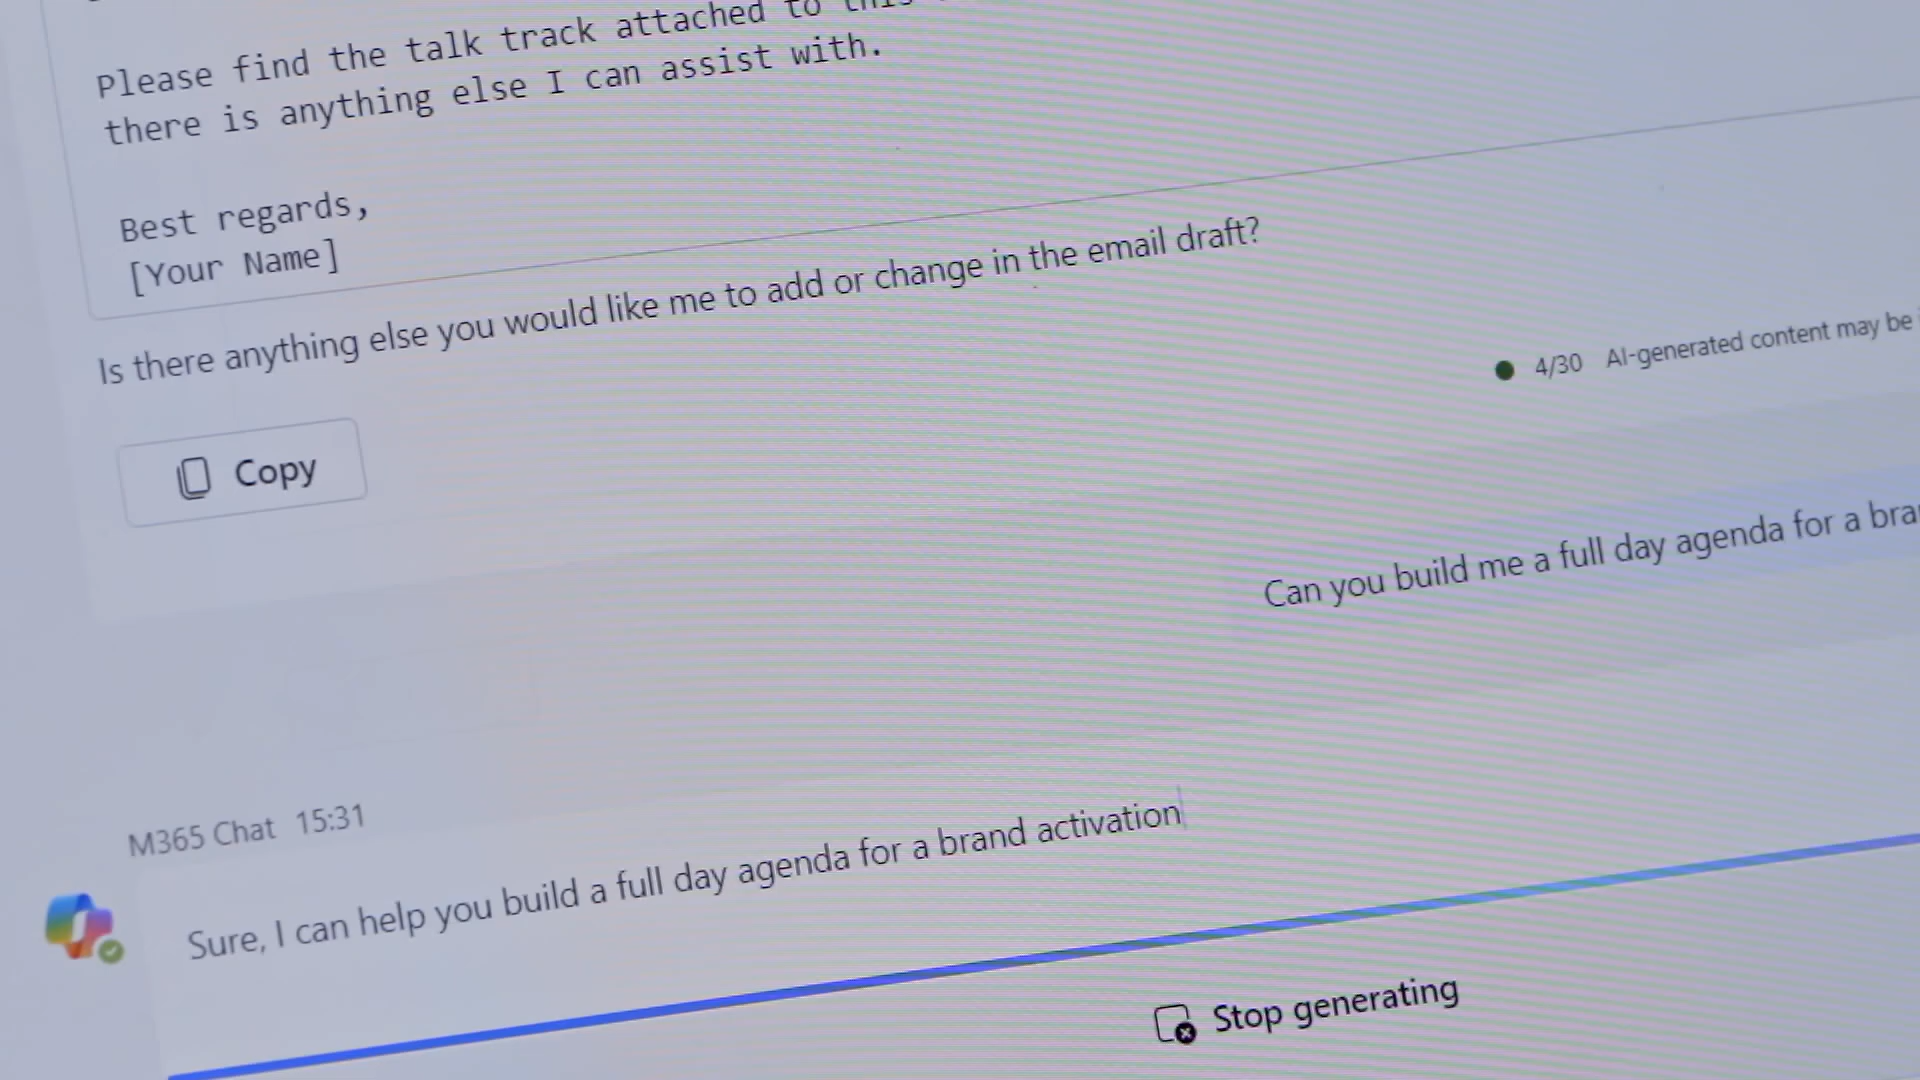 Please find the talk track attached to
there is anything else I can assist with.
Best regards,
[Your Name]
Is there anything else you would like me to add or change in the email draft?
4/30 AI-generated content may be
Copy
Can you build me a full day agenda for a
M365 Chat 15:31
Sure, I can help you build a full day agenda for a brand activation
Stop generating